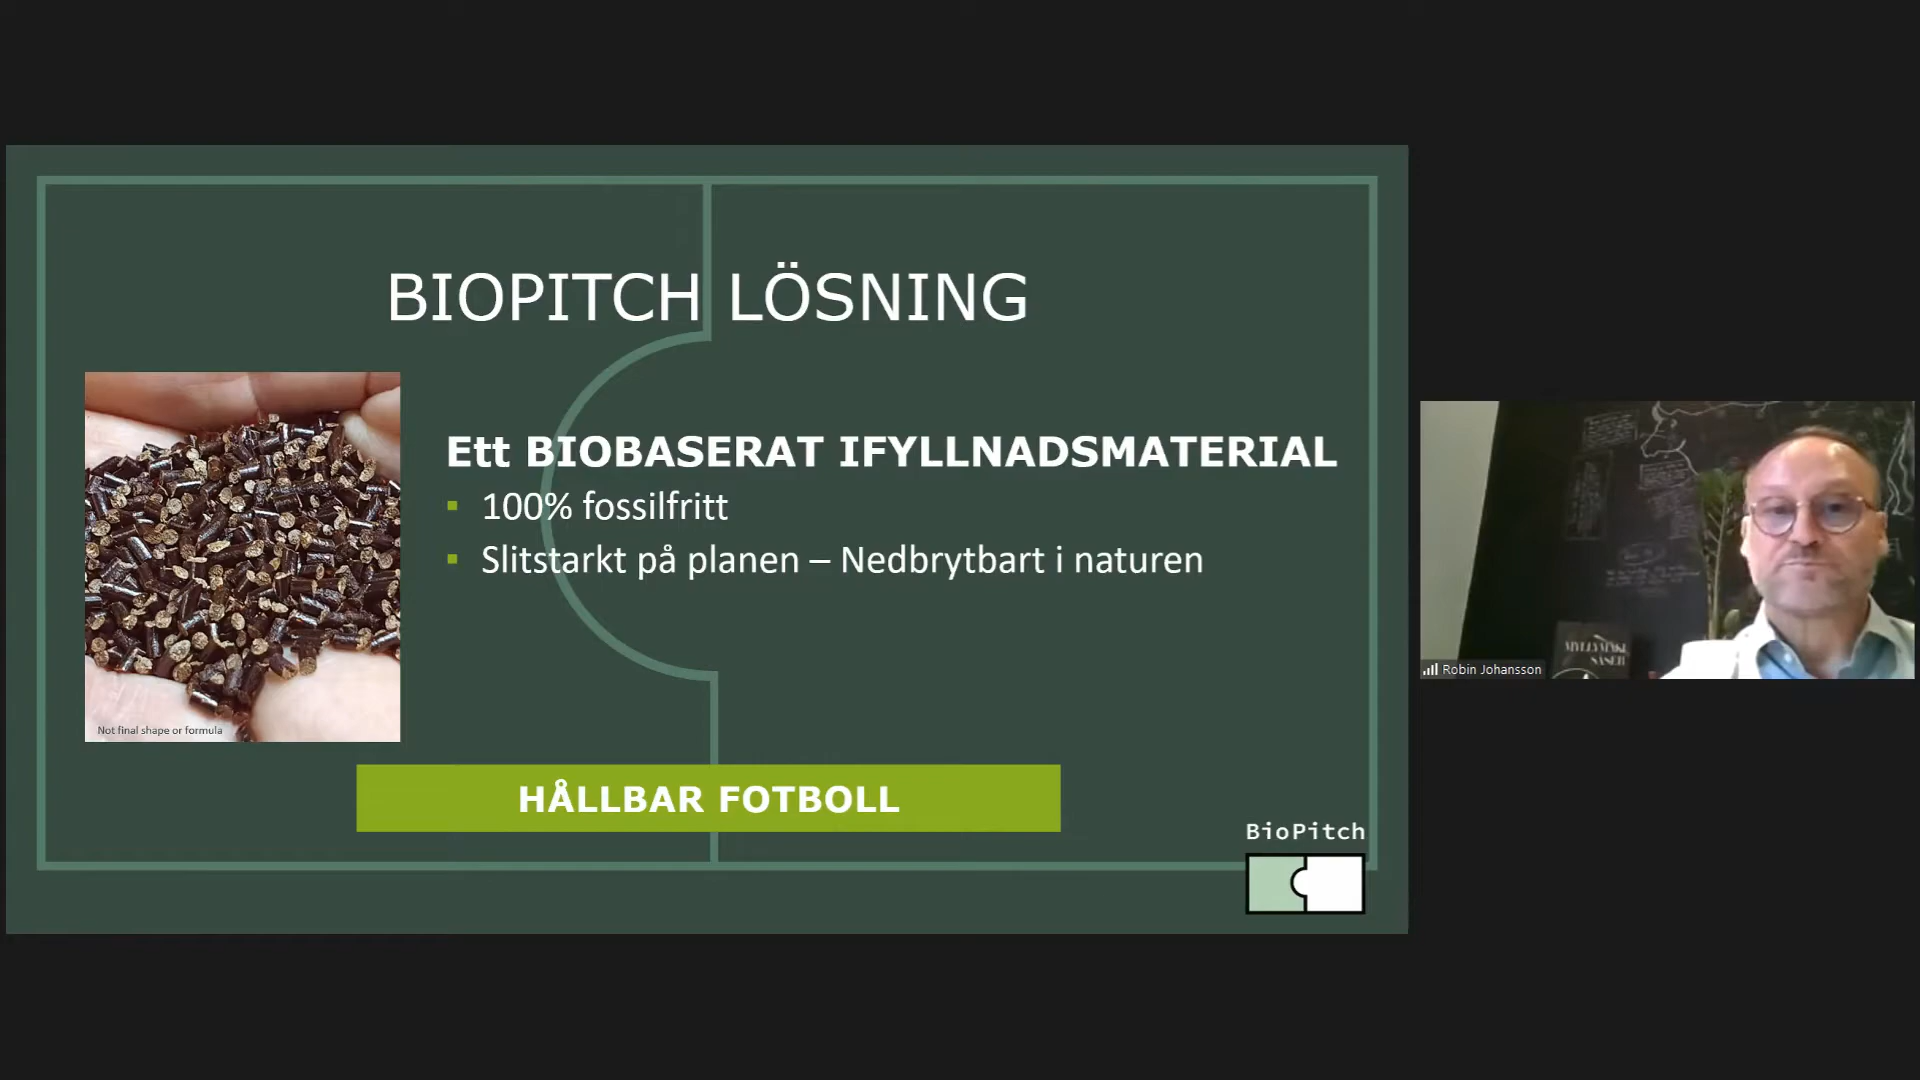 BIOPITCH LÖSNING
Ett BIOBASERAT IFYLLNADSMATERIAL
▪ 100% fossilfritt
▪ Slitstarkt på planen – Nedbrytbart i naturen
Not final shape or formula
HÅLLBAR FOTBOLL
BioPitch
Robin Johansson